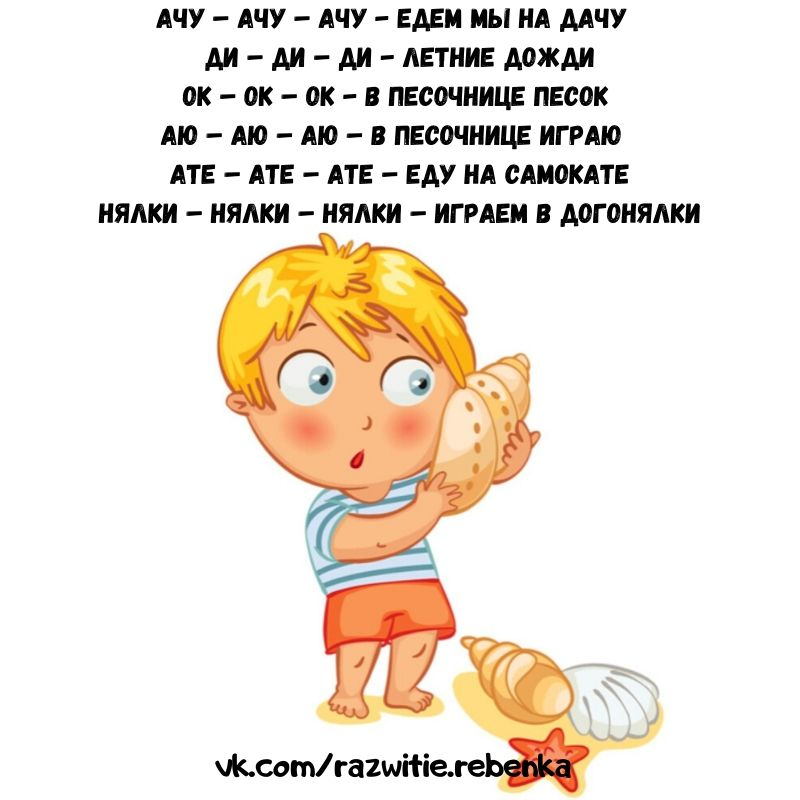 АЧУ – АЧУ – АЧУ – ЕДЕМ МЫ НА ДАЧУ
ДИ – ДИ – ДИ – ЛЕТНИЕ ДОЖДИ
ОК – ОК – ОК – В ПЕСОЧНИЦЕ ПЕСОК
АЮ – АЮ – АЮ – В ПЕСОЧНИЦЕ ИГРАЮ
АТЕ – АТЕ – АТЕ – ЕДУ НА САМОКАТЕ
НЯЛКИ – НЯЛКИ – НЯЛКИ – ИГРАЕМ В ДОГОНЯЛКИ
vk.com/razwitie.rebenka